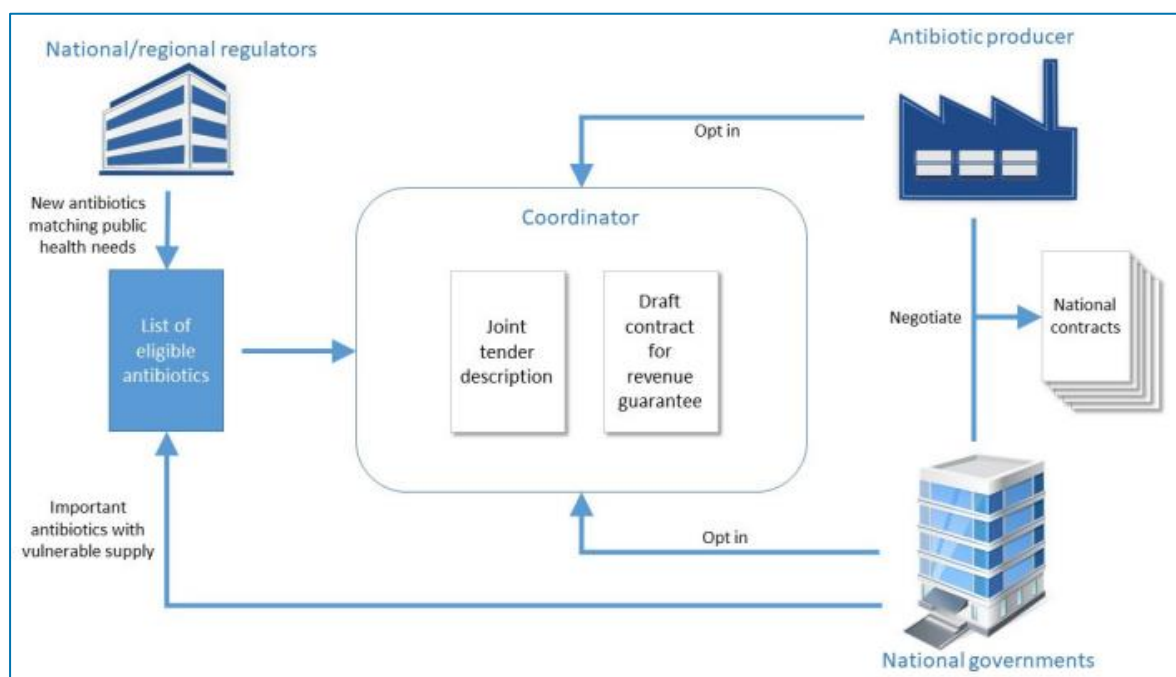 National/regional regulators
Antibiotic producer
Opt in
New antibiotics
matching public
health needs
Coordinator
List of
eligible
antibiotics
Joint
tender
description
Draft
contract
for
revenue
guarantee
Negotiate
National
contracts
Important
antibiotics with
vulnerable supply
Opt in
National governments